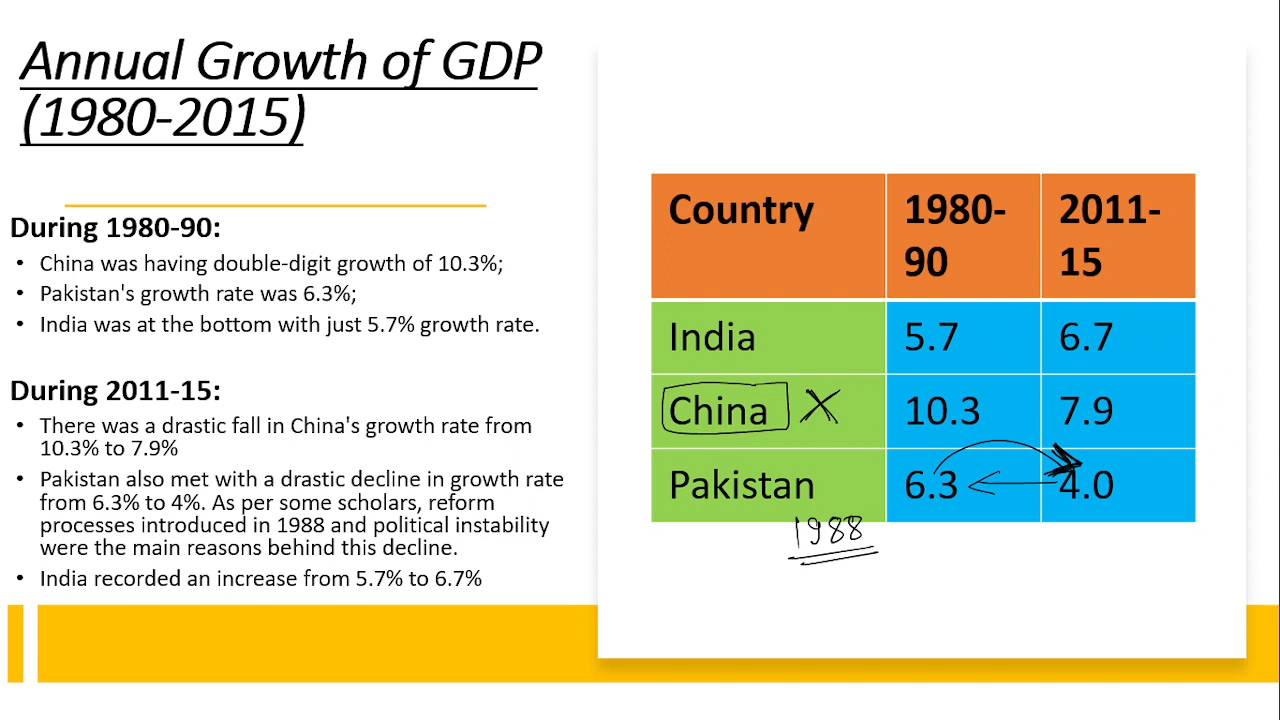 Annual Growth of GDP
(1980-2015)
During 1980-90:
• China was having double-digit growth of 10.3%;
• Pakistan's growth rate was 6.3%;
• India was at the bottom with just 5.7% growth rate.
During 2011-15:
• There was a drastic fall in China's growth rate from
10.3% to 7.9%
• Pakistan also met with a drastic decline in growth rate
from 6.3% to 4%. As per some scholars, reform
processes introduced in 1988 and political instability
were the main reasons behind this decline.
• India recorded an increase from 5.7% to 6.7%
Country 1980- 2011-
90 15
India 5.7 6.7
China 10.3 7.9
Pakistan 6.3 4.0
1988